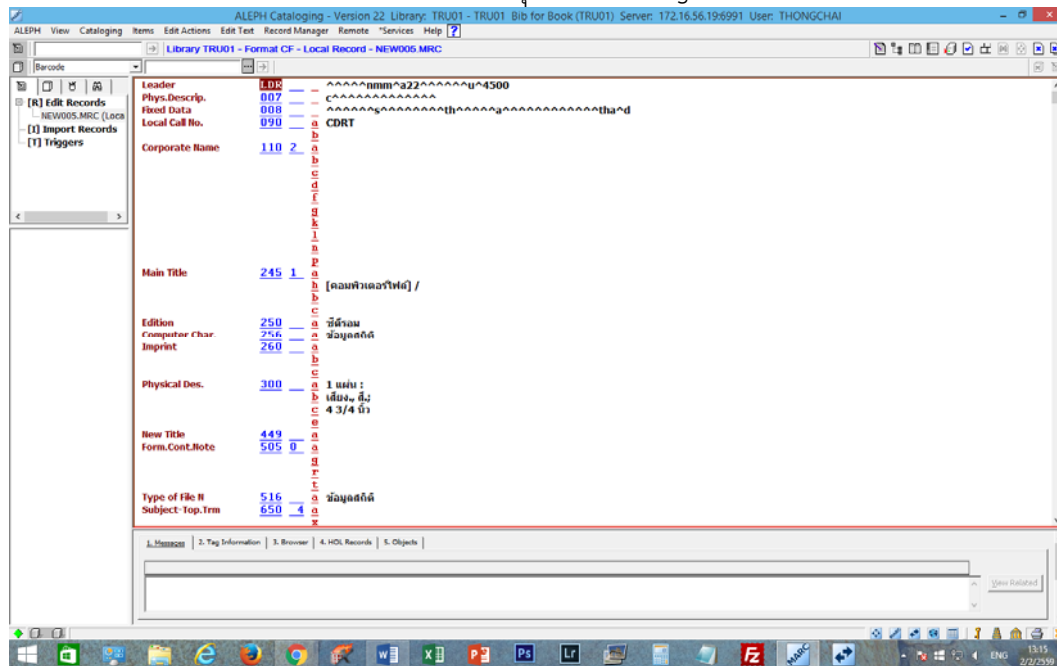 ALEPH Cataloging - Version 22 Library: TRU01 - TRU01 Bib for Book (TRU01) Server: 172.16.56.19:6991 User: THONGCHAI
ALEPH View Cataloging Items Edit Actions Edit Text Record Manager Remote "Services Help ?
Library TRU01 - Format CF - Local Record - NEW005.MRC
Barcode
[R] Edit Records
NEW005.MRC (Loca
[I] Import Records
[T] Triggers
Leader LDR ^^^^^nmm^a22^^^^^^u^4500
Phys.Descrip. 007 c^^^^^^^^^^^^^
Fixed Data 008 ^^^^^^s^^^^^^^^th^^^^^a^^^^^^^^^^^^^tha^d
Local Call No. 090 a CDRT
b
Corporate Name 110 2 a
b
c
d
f
g
k
l
n
p
Main Title 245 1 a
h [คอมพิวเตอร์ไฟล์] /
b
c
Edition 250 a ซีดีรอม
Computer Char. 256 a ข้อมูลสถิติ
Imprint 260 a
b
c
Physical Des. 300 a 1 แผ่น :
b เสียง., สี.;
c 4 3/4 นิ้ว
e
New Title 449 a
Form.Cont.Note 505 0 a
g
r
t
Type of File N 516 a ข้อมูลสถิติ
Subject-Top.Trm 650 4 a
x
1. Messages 2. Tag Information 3. Browser 4. HOL Records 5. Objects
View Related
ENG 13:15
2/2/2559